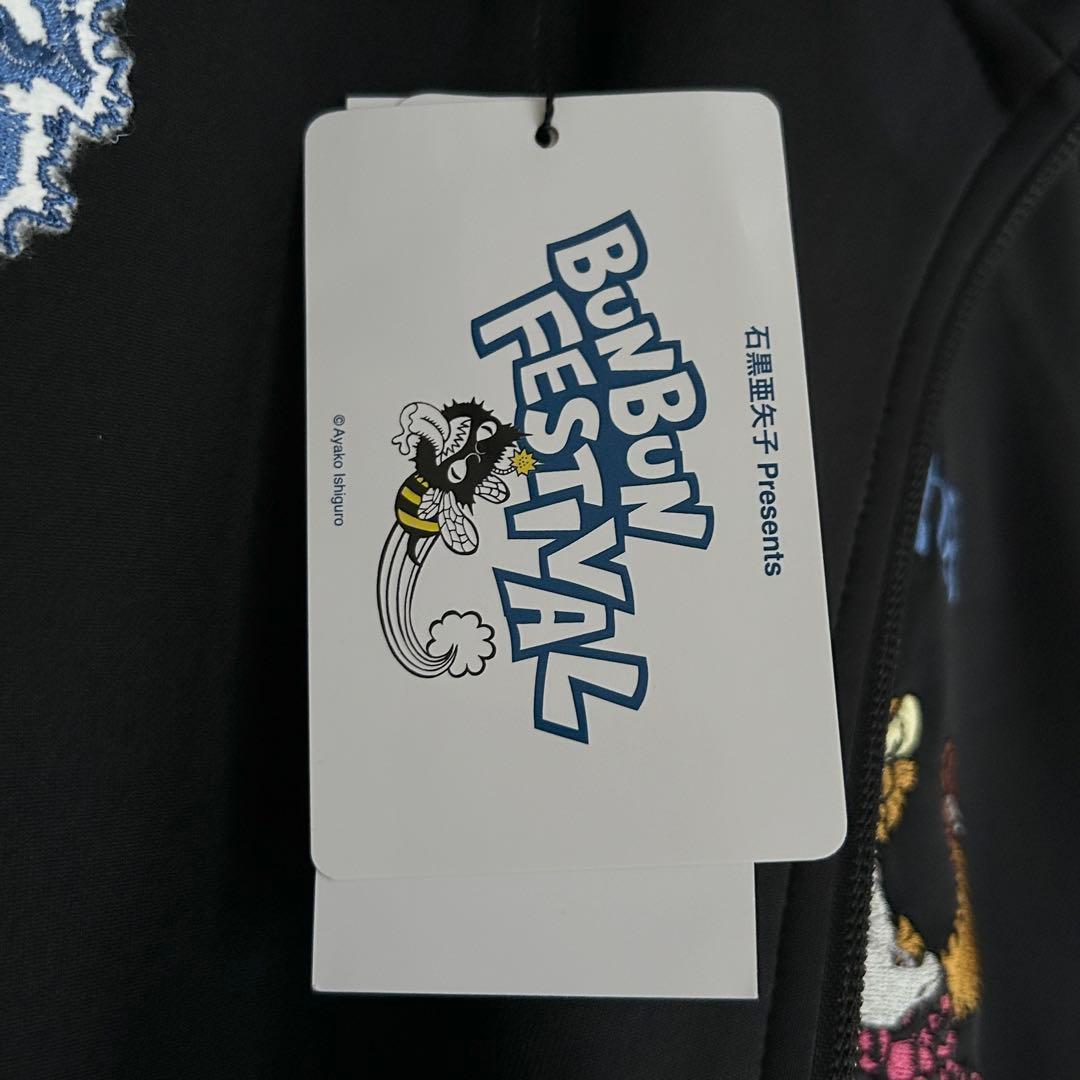 石黒亜矢子 Presents
BUNBUN
FESTIVAL
©Ayako Ishiguro